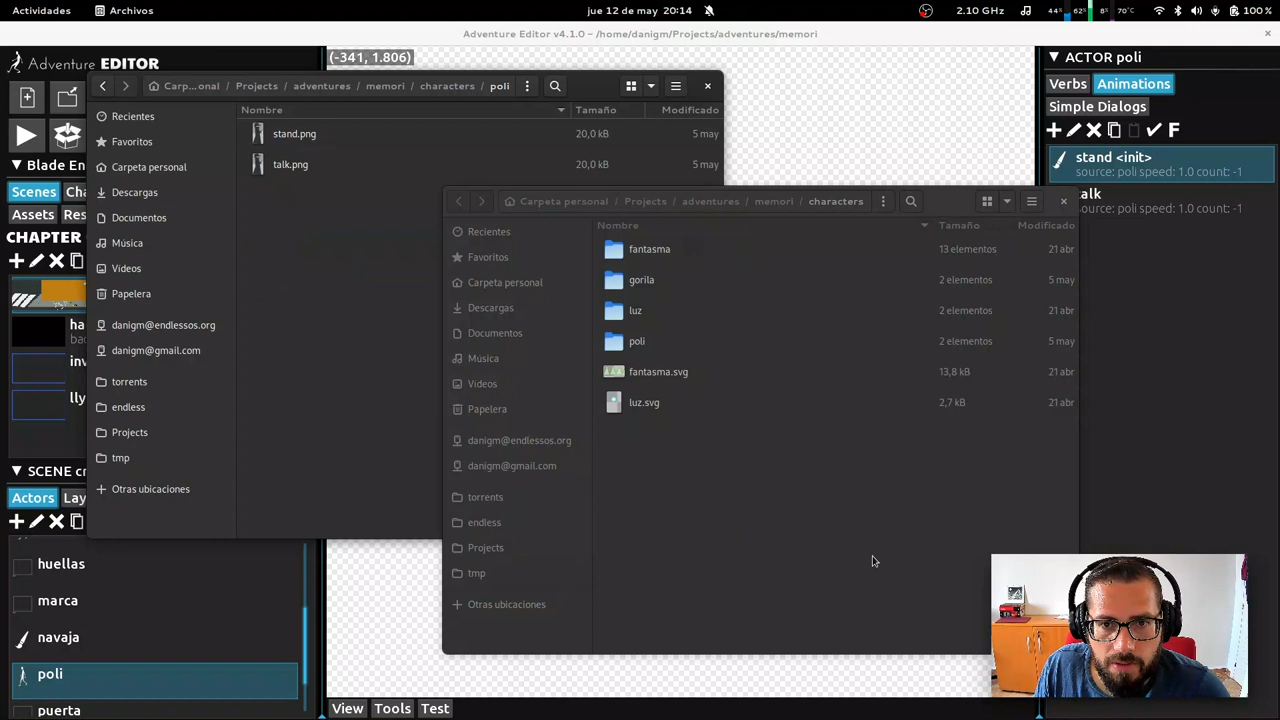 Actividades
Archivos
jue 12 de may 20:14
2.10 GHz
44%
62%
8%
70°C
100 %
Adventure Editor v4.1.0 - /home/danigm/Projects/adventures/memori
Adventure EDITOR
(-341, 1.806)
Carp…onal / Projects / adventures / memori / characters / poli
Nombre
Tamaño
Modificado
Recientes
Favoritos
Carpeta personal
Descargas
Documentos
Música
Vídeos
Papelera
danigm@endlessos.org
danigm@gmail.com
torrents
endless
Projects
tmp
Otras ubicaciones
stand.png
20,0 kB
5 may
talk.png
20,0 kB
5 may
Carpeta personal / Projects / adventures / memori / characters
Nombre
Tamaño
Modificado
Recientes
Favoritos
Carpeta personal
Descargas
Documentos
Música
Vídeos
Papelera
danigm@endlessos.org
danigm@gmail.com
torrents
endless
Projects
tmp
Otras ubicaciones
fantasma
13 elementos
21 abr
gorila
2 elementos
5 may
luz
2 elementos
21 abr
poli
2 elementos
5 may
fantasma.svg
13,8 kB
21 abr
luz.svg
2,7 kB
21 abr
Blade En
Scenes
Cha
Assets
Res
CHAPTER
ha
bac
inv
lly
SCENE cr
Actors
Lay
huellas
marca
navaja
poli
puerta
View
Tools
Test
ACTOR poli
Verbs
Animations
Simple Dialogs
F
stand <init>
source: poli speed: 1.0 count: -1
alk
source: poli speed: 1.0 count: -1